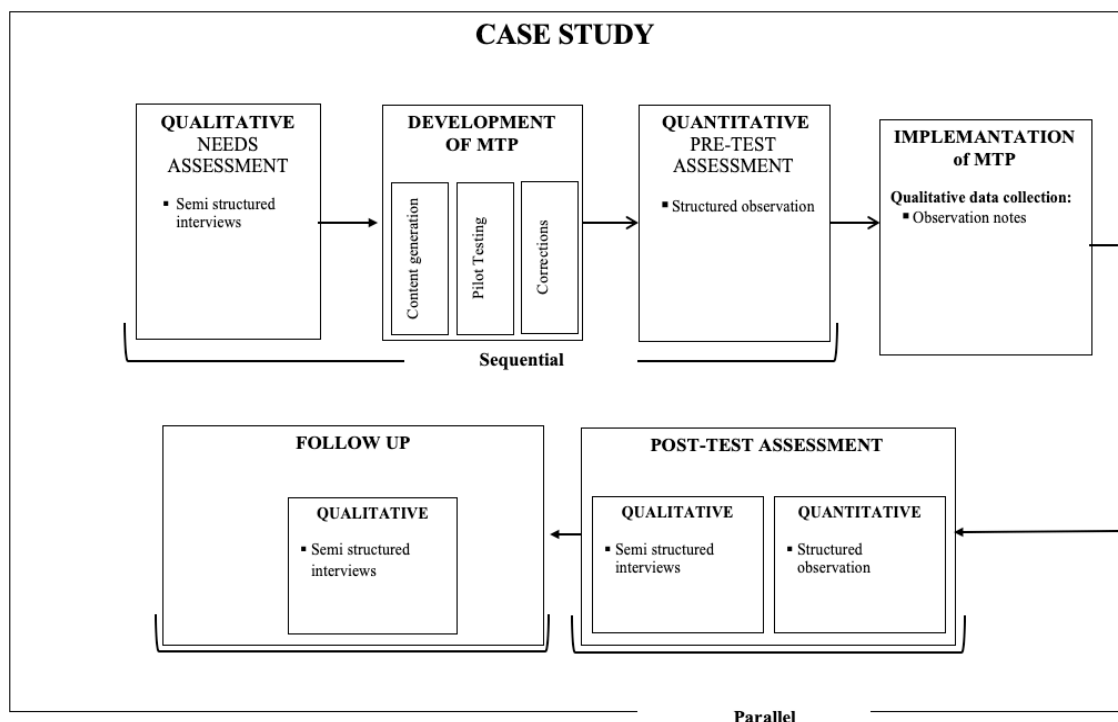 CASE STUDY
QUALITATIVE
NEEDS
ASSESSMENT
▪ Semi structured
interviews
DEVELOPMENT
OF MTP
Content generation
Pilot Testing
Corrections
QUANTITATIVE
PRE-TEST
ASSESSMENT
▪ Structured observation
IMPLEMANTATION
of MTP
Qualitative data collection:
▪ Observation notes
Sequential
FOLLOW UP
QUALITATIVE
▪ Semi structured
interviews
POST-TEST ASSESSMENT
QUALITATIVE
▪ Semi structured
interviews
QUANTITATIVE
▪ Structured
observation
Parallel